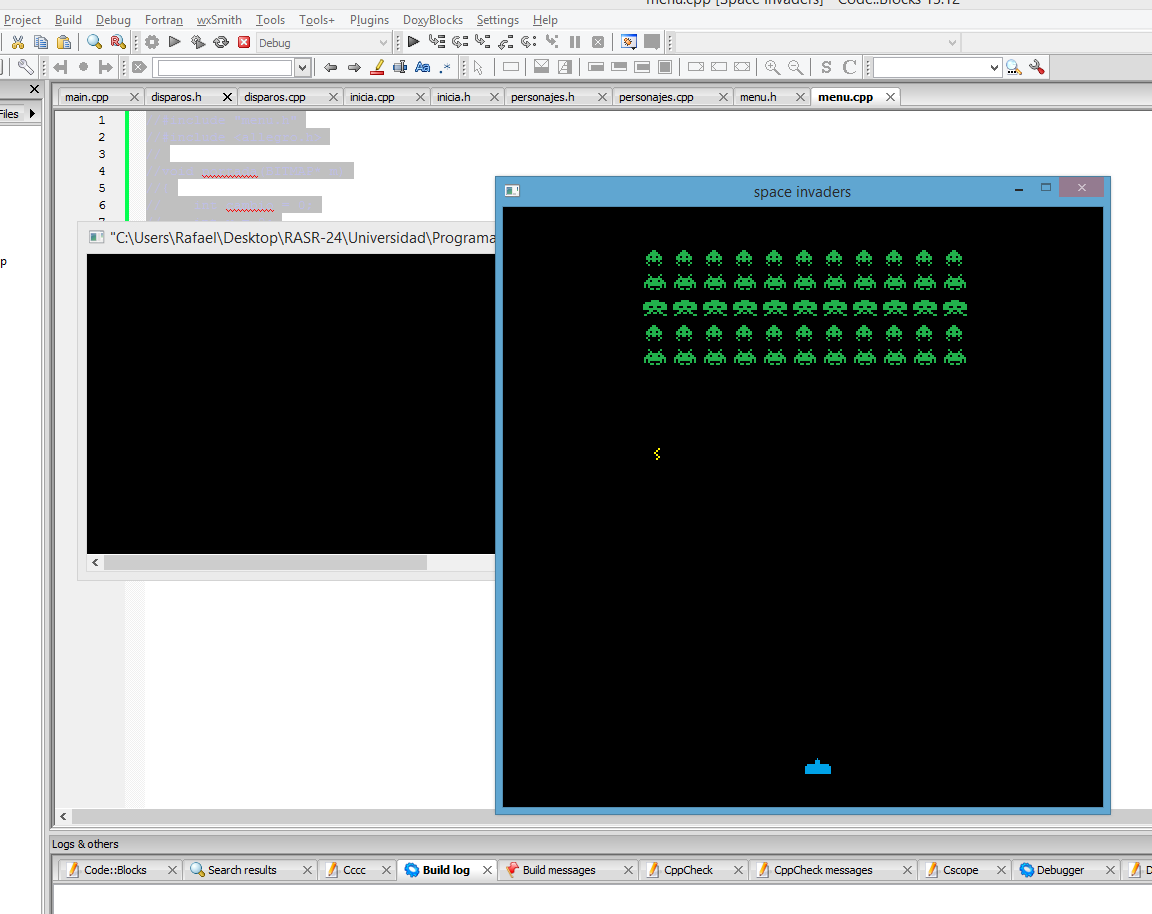 menu.cpp [Space Invaders] - Code::Blocks 13.12
Project Build Debug Fortran wxSmith Tools Tools+ Plugins DoxyBlocks Settings Help
Debug
main.cpp disparos.h disparos.cpp inicia.cpp inicia.h personajes.h personajes.cpp menu.h menu.cpp
Files
1
2
3
4
5
6
space invaders
"C:\Users\Rafael\Desktop\RASR-24\Universidad\Programa
p
Logs & others
Code::Blocks Search results Cccc Build log Build messages CppCheck CppCheck messages Cscope Debugger D